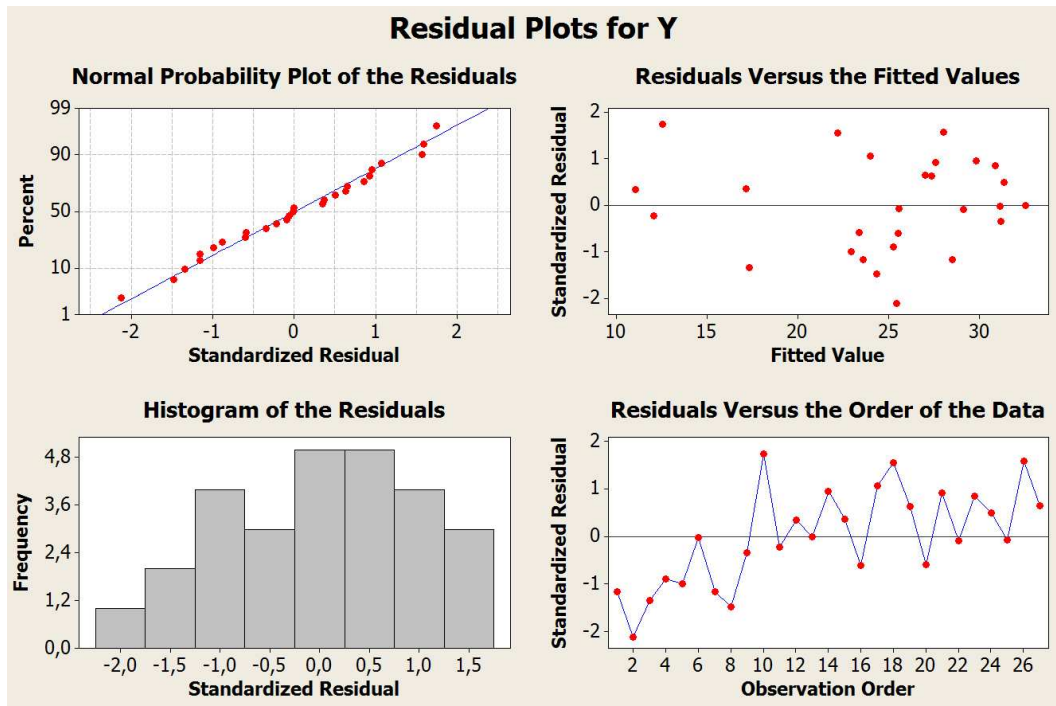 Residual Plots for Y
Normal Probability Plot of the Residuals
99
90
50
10
1
Percent
-2 -1 0 1 2
Standardized Residual
Residuals Versus the Fitted Values
2
1
0
-1
-2
Standardized Residual
10 15 20 25 30
Fitted Value
Histogram of the Residuals
4,8
3,6
2,4
1,2
0,0
Frequency
-2,0 -1,5 -1,0 -0,5 0,0 0,5 1,0 1,5
Standardized Residual
Residuals Versus the Order of the Data
2
1
0
-1
-2
Standardized Residual
2 4 6 8 10 12 14 16 18 20 22 24 26
Observation Order